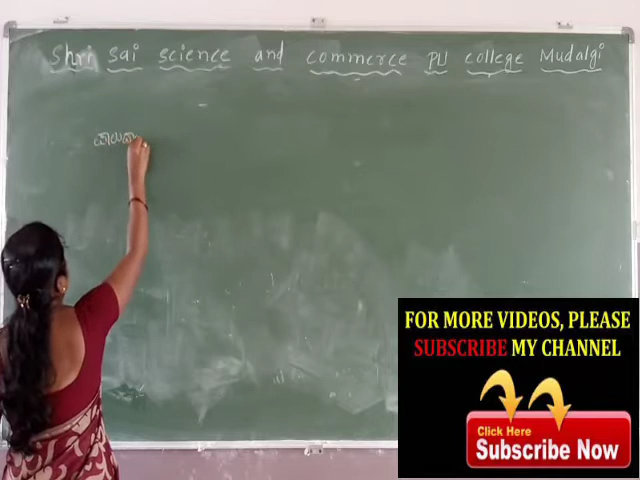 Shri Sai science and commerce PU college Mudalgi
FOR MORE VIDEOS, PLEASE
SUBSCRIBE MY CHANNEL
Click Here
Subscribe Now